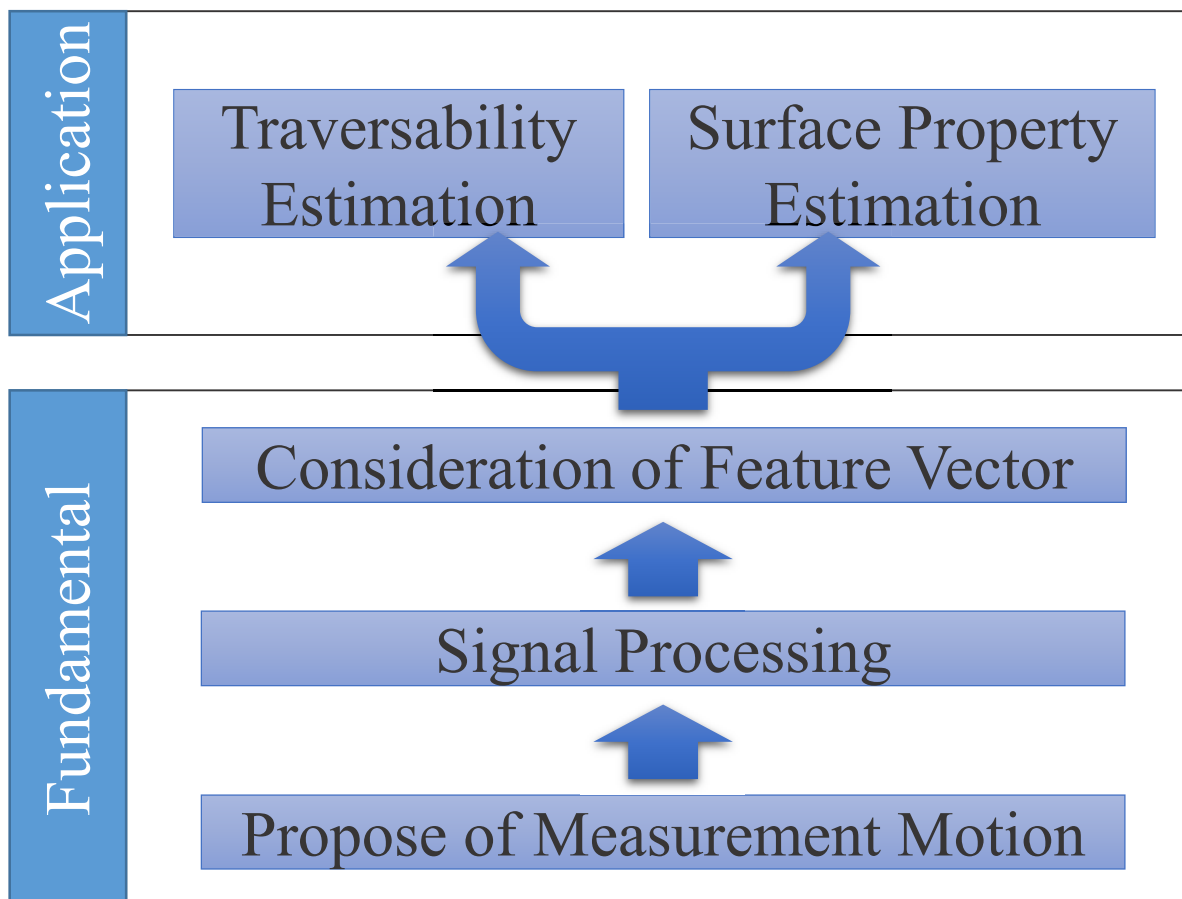 Application
Traversability
Estimation
Surface Property
Estimation
Fundamental
Consideration of Feature Vector
Signal Processing
Propose of Measurement Motion